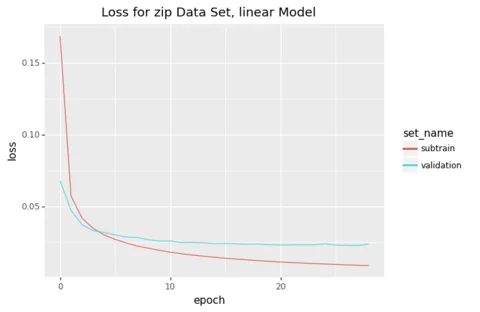 Loss for zip Data Set, linear Model
0.15
0.10
0.05
loss
0 10 20
epoch
set_name
subtrain
validation